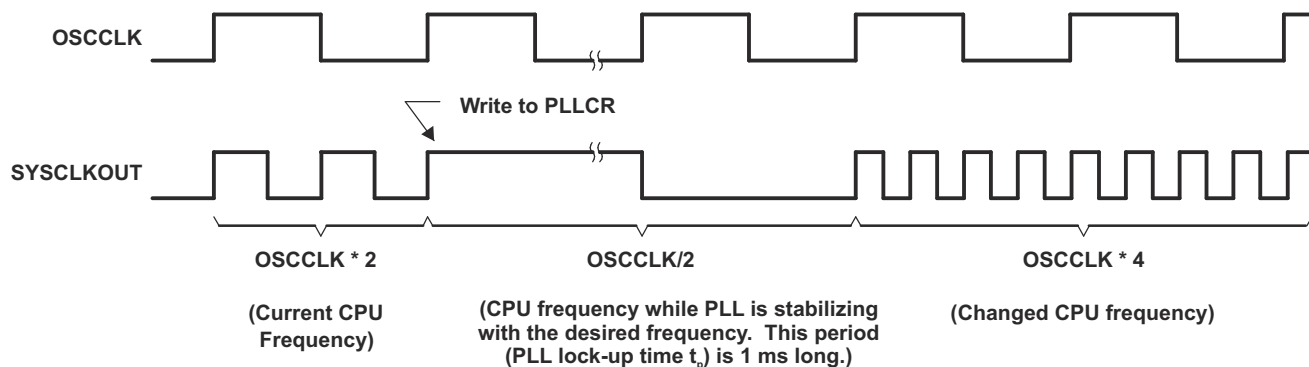 OSCCLK
Write to PLLCR
SYSCLKOUT
OSCCLK * 2
(Current CPU
Frequency)
OSCCLK/2
(CPU frequency while PLL is stabilizing
with the desired frequency. This period
(PLL lock-up time tₚ) is 1 ms long.)
OSCCLK * 4
(Changed CPU frequency)